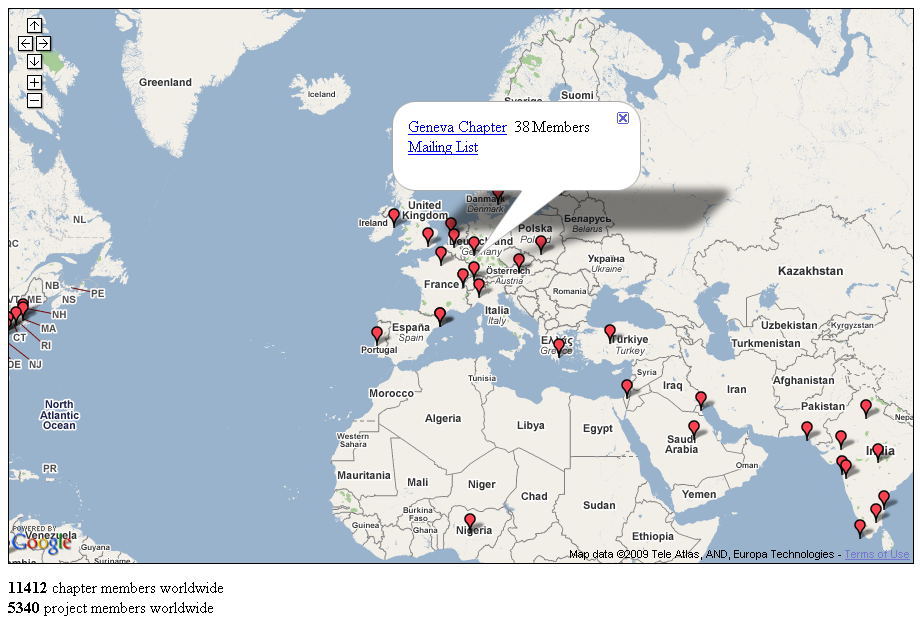 Greenland
Iceland
Sverige
Suomi
Geneva Chapter 38 Members
Mailing List
Danmark
Denmark
United
Kingdom
Ireland
Беларусь
Belarus
NL
Polska
Deutschland
Germany
Україна
Ukraine
Kazakhstan
Österreich
Austria
France
Romania
NB
PE
NS
ME
VT
NH
MA
CT
RI
DE
NJ
Italia
Italy
España
Spain
Portugal
Ελλάς
Greece
Türkiye
Turkey
Uzbekistan
Kyrgyzstan
Turkmenistan
Tunisia
Syria
Iraq
Iran
Afghanistan
Morocco
Pakistan
Nepa
North
Atlantic
Ocean
Algeria
Libya
Egypt
Western
Sahara
Saudi
Arabia
India
Oman
PR
Mauritania
Mali
Niger
Chad
Sudan
Yemen
Burkina
Faso
Guinea
Ghana
Nigeria
Ethiopia
POWERED BY
Google
Venezuela
Guyana
Suriname
Map data ©2009 Tele Atlas, AND, Europa Technologies - Terms of Use
11412 chapter members worldwide
5340 project members worldwide